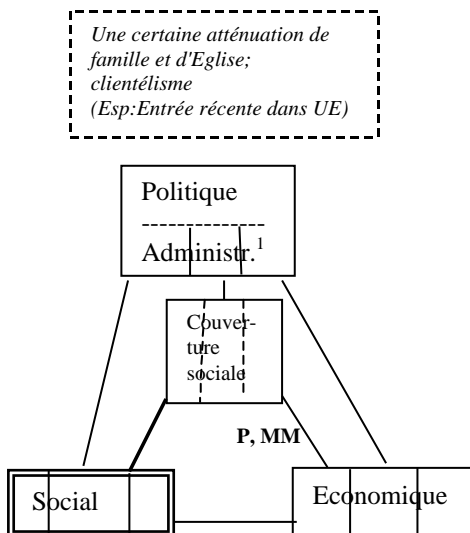 Une certaine atténuation de
famille et d'Eglise;
clientélisme
(Esp:Entrée récente dans UE)
Politique
Administr.1
Couver-
ture
sociale
P, MM
Social
Economique